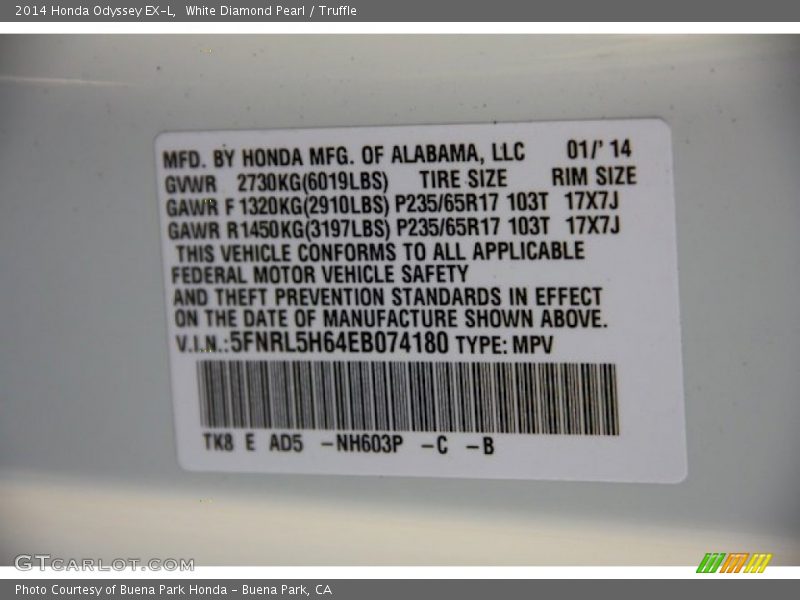 2014 Honda Odyssey EX-L, White Diamond Pearl / Truffle
MFD. BY HONDA MFG. OF ALABAMA, LLC 01/'14
GVWR 2730KG(6019LBS) TIRE SIZE RIM SIZE
GAWR F 1320KG(2910LBS) P235/65R17 103T 17X7J
GAWR R1450KG(3197LBS) P235/65R17 103T 17X7J
THIS VEHICLE CONFORMS TO ALL APPLICABLE
FEDERAL MOTOR VEHICLE SAFETY
AND THEFT PREVENTION STANDARDS IN EFFECT
ON THE DATE OF MANUFACTURE SHOWN ABOVE.
V.I.N.:5FNRL5H64EB074180 TYPE: MPV
TK8 E AD5 -NH603P -C -B
GTCARLOT.COM
Photo Courtesy of Buena Park Honda - Buena Park, CA